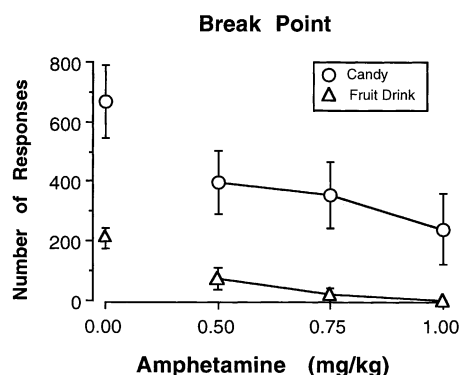 Break Point
Candy
Fruit Drink
Number of Responses
800
600
400
200
0
0.00 0.50 0.75 1.00
Amphetamine (mg/kg)